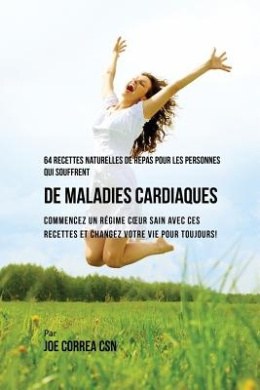 64 RECETTES NATURELLES DE REPAS POUR LES PERSONNES
QUI SOUFFRENT
DE MALADIES CARDIAQUES
COMMENCEZ UN RÉGIME CŒUR SAIN AVEC CES
RECETTES ET CHANGEZ VOTRE VIE POUR TOUJOURS!
Par
JOE CORREA CSN